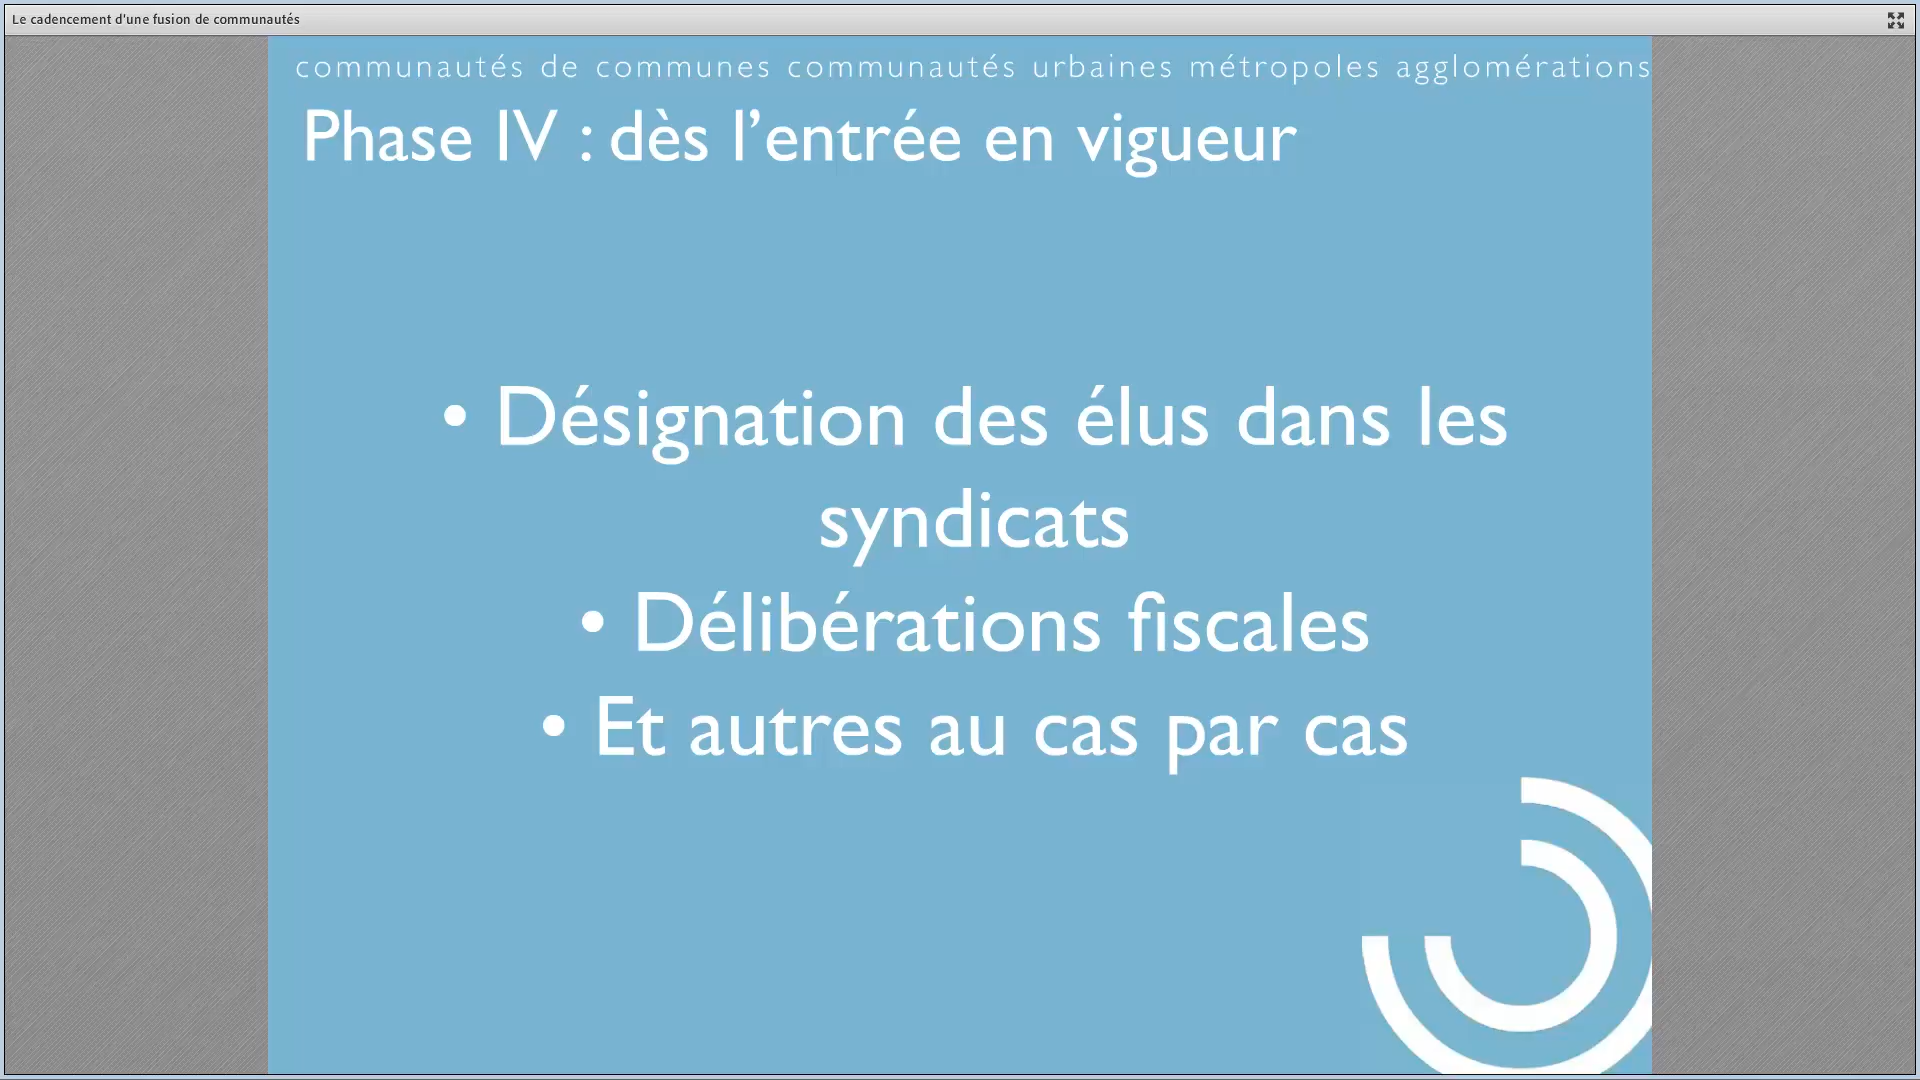 Le cadencement d'une fusion de communautés
communautés de communes communautés urbaines métropoles agglomérations
Phase IV : dès l’entrée en vigueur
• Désignation des élus dans les
syndicats
• Délibérations fiscales
• Et autres au cas par cas